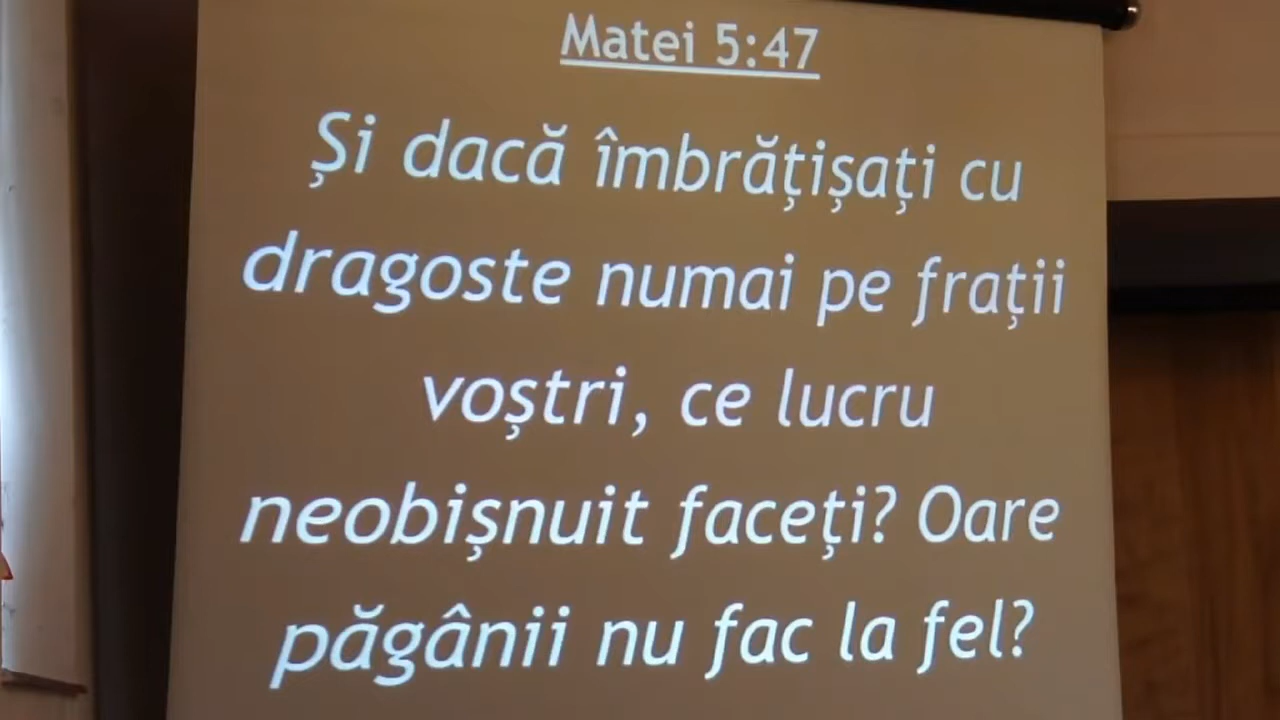 Matei 5:47
Și dacă îmbrățișați cu
dragoste numai pe frații
voștri, ce lucru
neobișnuit faceți? Oare
păgânii nu fac la fel?